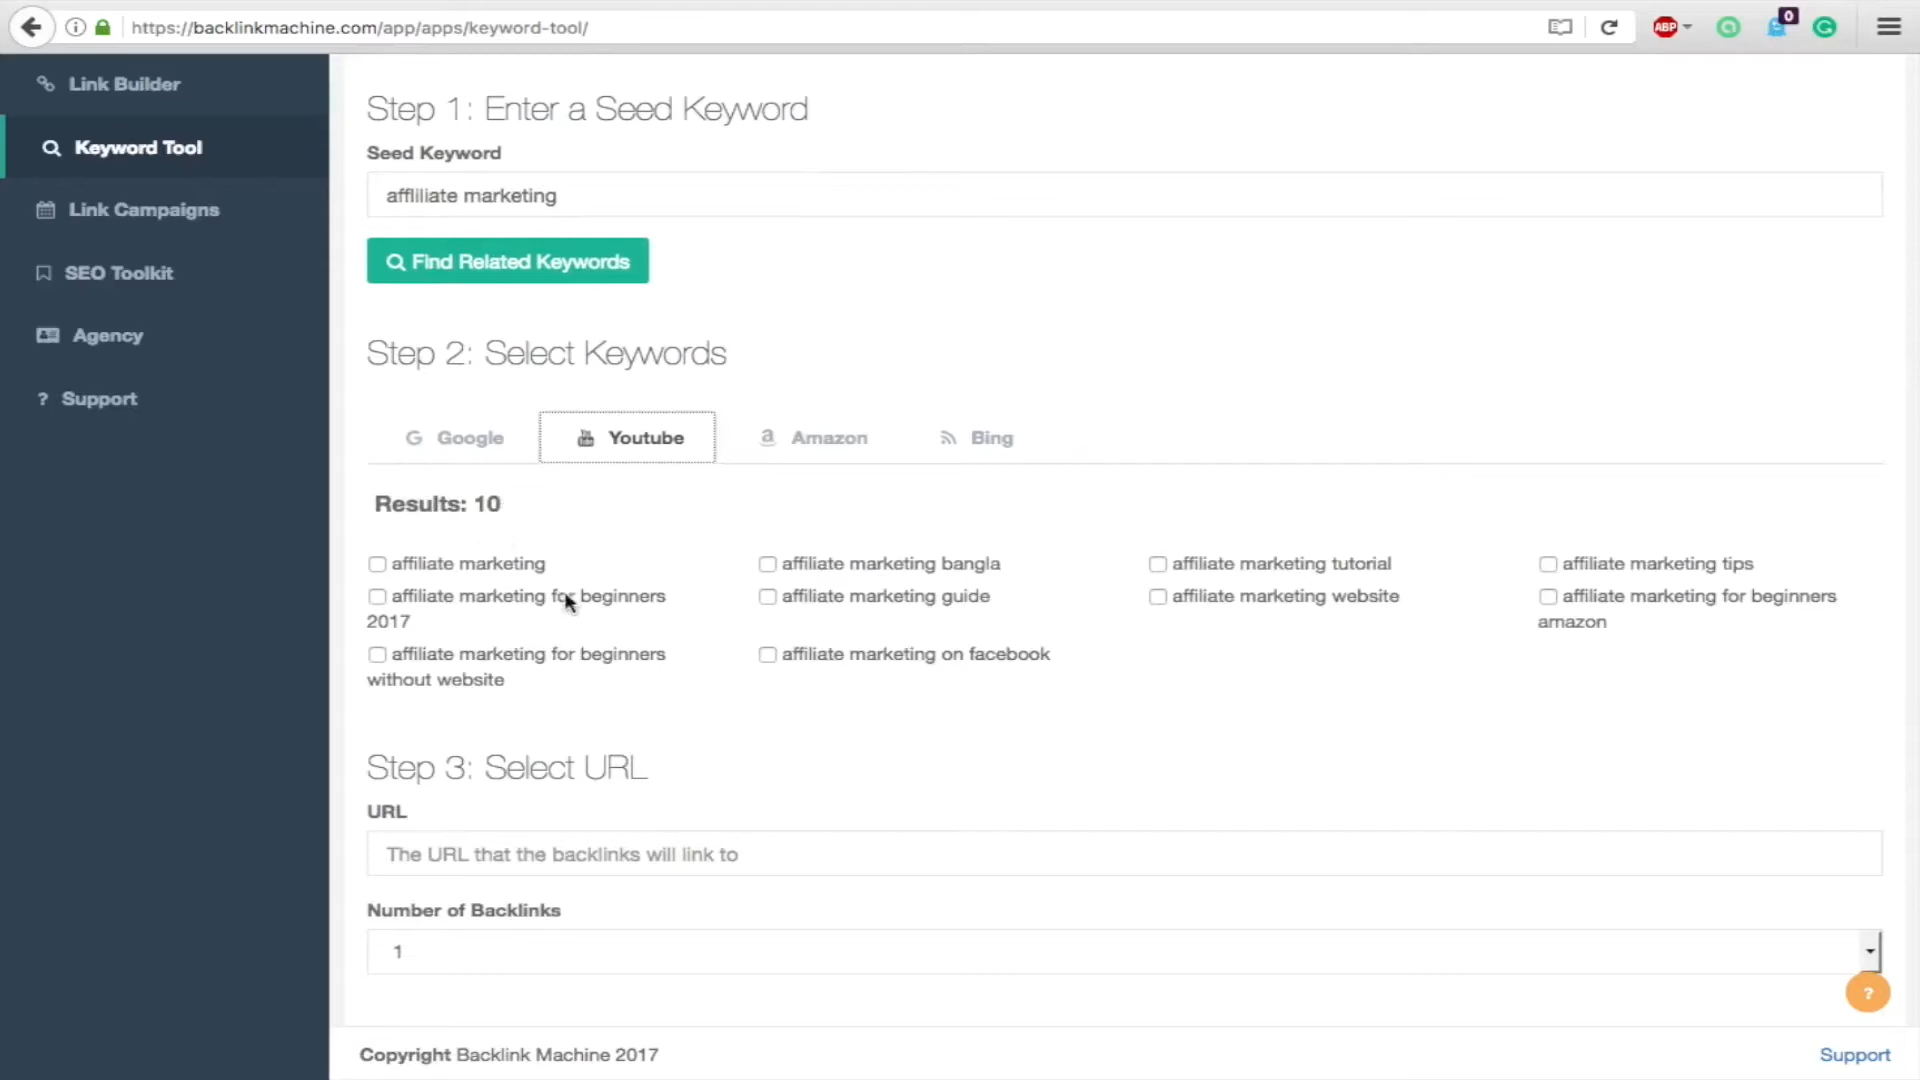 https://backlinkmachine.com/app/apps/keyword-tool/
ABP
0
Link Builder
Keyword Tool
Link Campaigns
SEO Toolkit
Agency
? Support
Step 1: Enter a Seed Keyword
Seed Keyword
affliliate marketing
Find Related Keywords
Step 2: Select Keywords
G Google
Youtube
a Amazon
Bing
Results: 10
affiliate marketing
affiliate marketing bangla
affiliate marketing tutorial
affiliate marketing tips
affiliate marketing for beginners
2017
affiliate marketing guide
affiliate marketing website
affiliate marketing for beginners
amazon
affiliate marketing for beginners
without website
affiliate marketing on facebook
Step 3: Select URL
URL
The URL that the backlinks will link to
Number of Backlinks
1
?
Copyright Backlink Machine 2017
Support